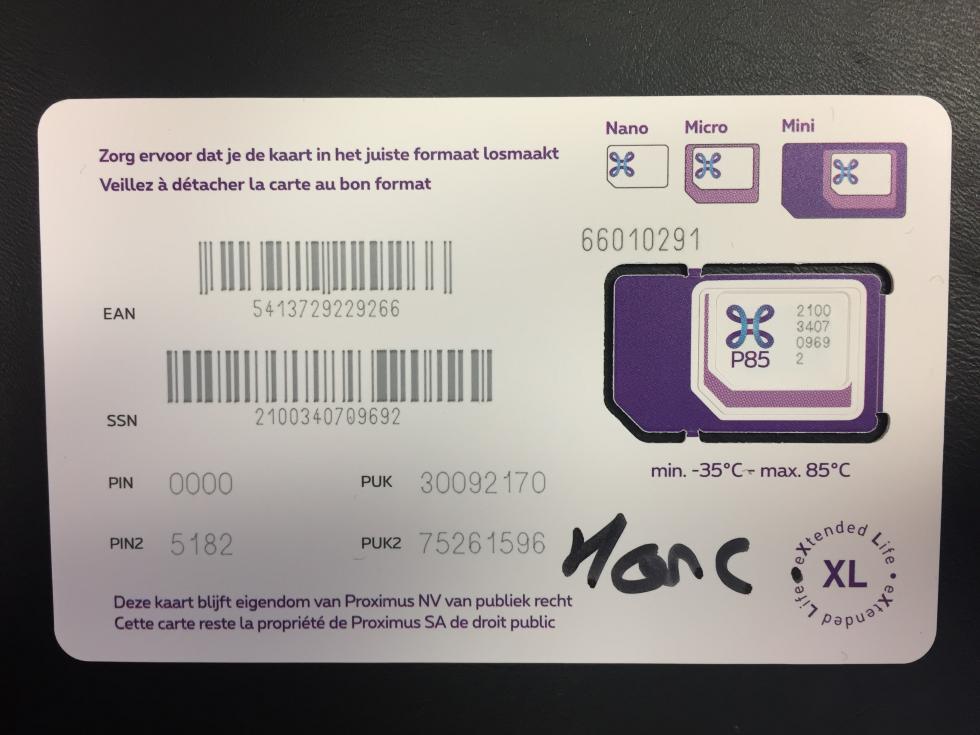 Zorg ervoor dat je de kaart in het juiste formaat losmaakt
Veillez à détacher la carte au bon format
Nano Micro Mini
66010291
EAN
5413729229266
SSN
2100340709692
P85
2100
3407
0969
2
min. -35°C - max. 85°C
PIN 0000 PUK 30092170
PIN2 5182 PUK2 75261596
Deze kaart blijft eigendom van Proximus NV van publiek recht
Cette carte reste la propriété de Proximus SA de droit public
eXtended Life • eXtended Life •
XL